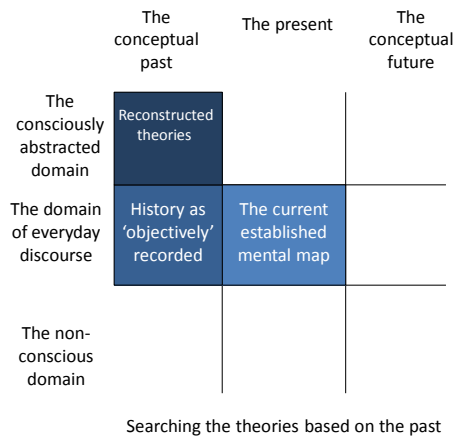 The
conceptual
past
The present
The
conceptual
future
The
consciously
abstracted
domain
Reconstructed
theories
The domain
of everyday
discourse
History as
‘objectively’
recorded
The current
established
mental map
The non-
conscious
domain
Searching the theories based on the past